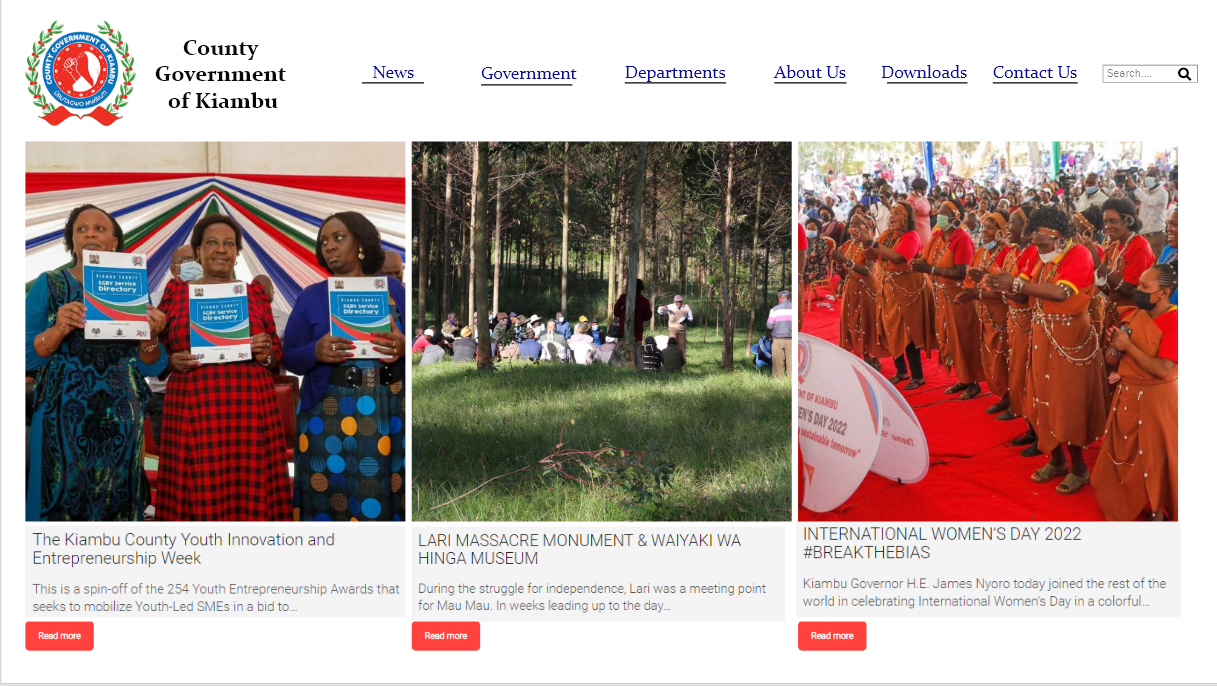 COUNTY GOVERNMENT OF KIAMBU
County
Government
of Kiambu
News
Government
Departments
About Us
Downloads
Contact Us
Search....
KIAMBU COUNTY
SGBV Service
Directory
KIAMBU COUNTY
SGBV Service
Directory
KIAMBU COUNTY
SGBV Service
Directory
NT OF KIAMBU
EN'S DAY 2022
sustainable tomorrow"
The Kiambu County Youth Innovation and
Entrepreneurship Week
This is a spin-off of the 254 Youth Entrepreneurship Awards that
seeks to mobilize Youth-Led SMEs in a bid to...
Read more
LARI MASSACRE MONUMENT & WAIYAKI WA
HINGA MUSEUM
During the struggle for independence, Lari was a meeting point
for Mau Mau. In weeks leading up to the day...
Read more
INTERNATIONAL WOMEN'S DAY 2022
#BREAKTHEBIAS
Kiambu Governor H.E. James Nyoro today joined the rest of the
world in celebrating International Women's Day in a colorful...
Read more